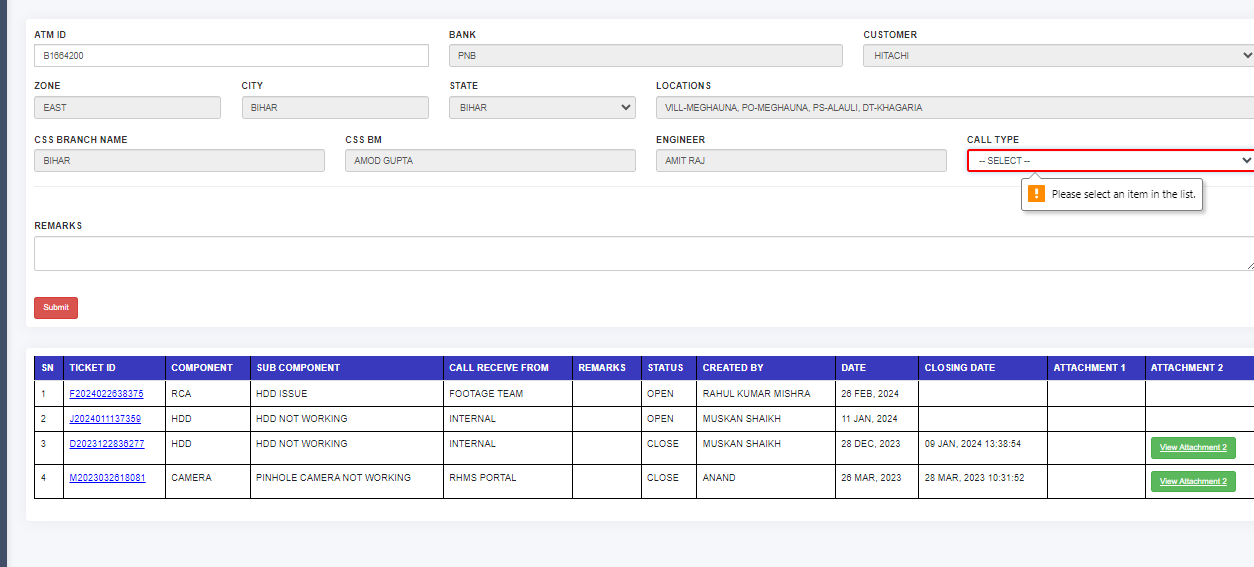 ATM ID BANK CUSTOMER
B1664200 PNB HITACHI
ZONE CITY STATE LOCATIONS
EAST BIHAR BIHAR VILL-MEGHAUNA, PO-MEGHAUNA, PS-ALAULI, DT-KHAGARIA
CSS BRANCH NAME CSS BM ENGINEER CALL TYPE
BIHAR AMOD GUPTA AMIT RAJ -- SELECT --
! Please select an item in the list.
REMARKS
Submit
SN TICKET ID COMPONENT SUB COMPONENT CALL RECEIVE FROM REMARKS STATUS CREATED BY DATE CLOSING DATE ATTACHMENT 1 ATTACHMENT 2
1 F2024022638375 RCA HDD ISSUE FOOTAGE TEAM OPEN RAHUL KUMAR MISHRA 26 FEB, 2024
2 J2024011137359 HDD HDD NOT WORKING INTERNAL OPEN MUSKAN SHAIKH 11 JAN, 2024
3 D2023122836277 HDD HDD NOT WORKING INTERNAL CLOSE MUSKAN SHAIKH 28 DEC, 2023 09 JAN, 2024 13:38:54 View Attachment 2
4 M2023032618081 CAMERA PINHOLE CAMERA NOT WORKING RHMS PORTAL CLOSE ANAND 26 MAR, 2023 28 MAR, 2023 10:31:52 View Attachment 2